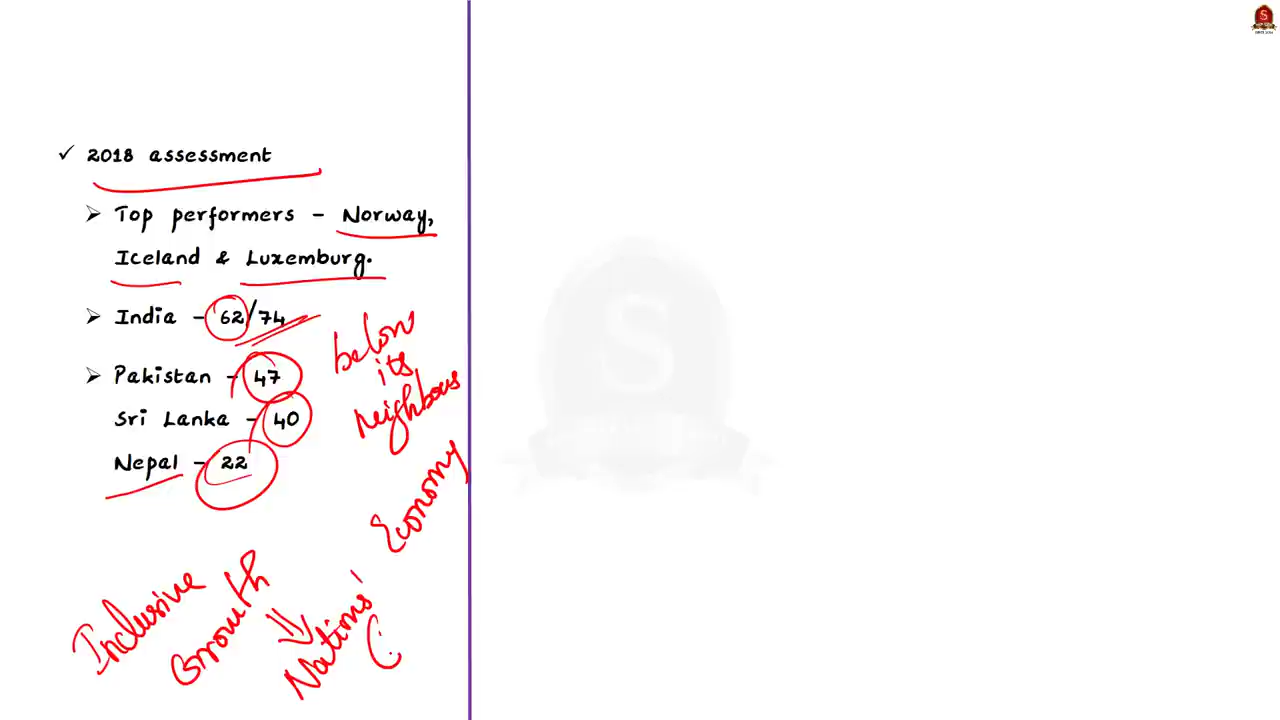 ✓ 2018 assessment
➢ Top performers - Norway,
Iceland & Luxemburg.
➢ India - 62/74
➢ Pakistan - 47
Sri Lanka - 40
Nepal - 22
below
its
neighbous
Economy
Inclusive
Growth
Nations'
S